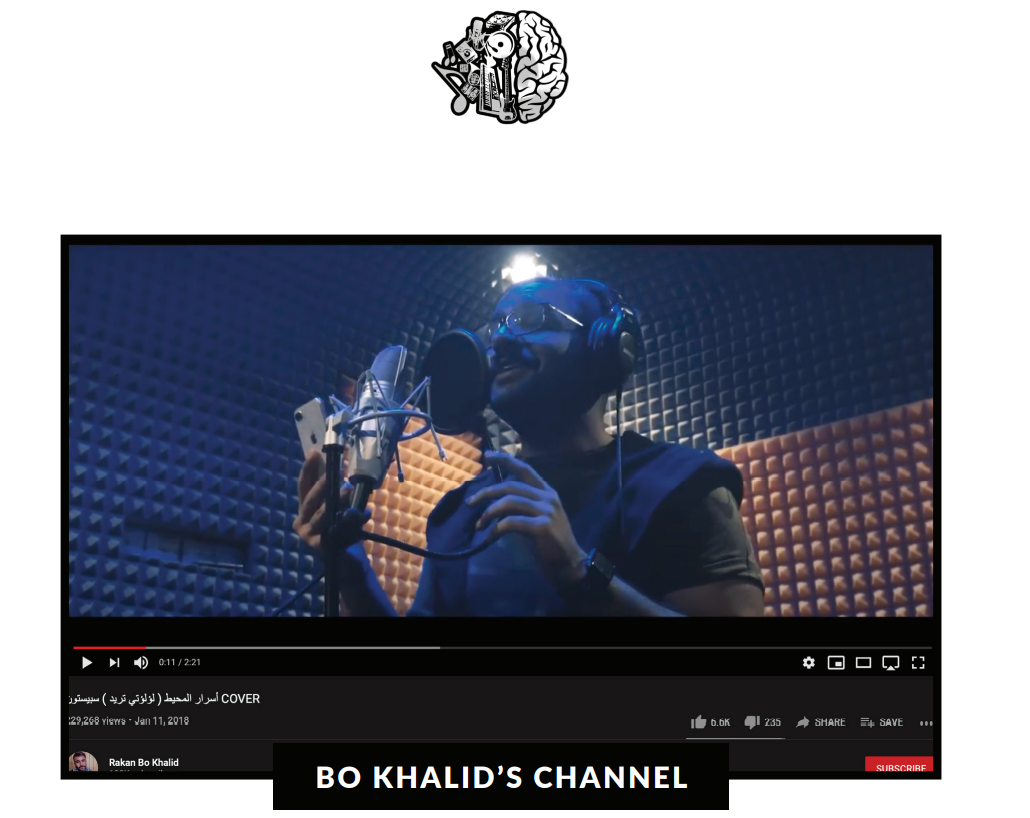 0:11 / 2:21
أسرار المحيط ( لؤلؤتي تريد ) سبيستون COVER
229,268 views · Jan 11, 2018
6.6K 235 SHARE SAVE
Rakan Bo Khalid
SUBSCRIBE
BO KHALID’S CHANNEL